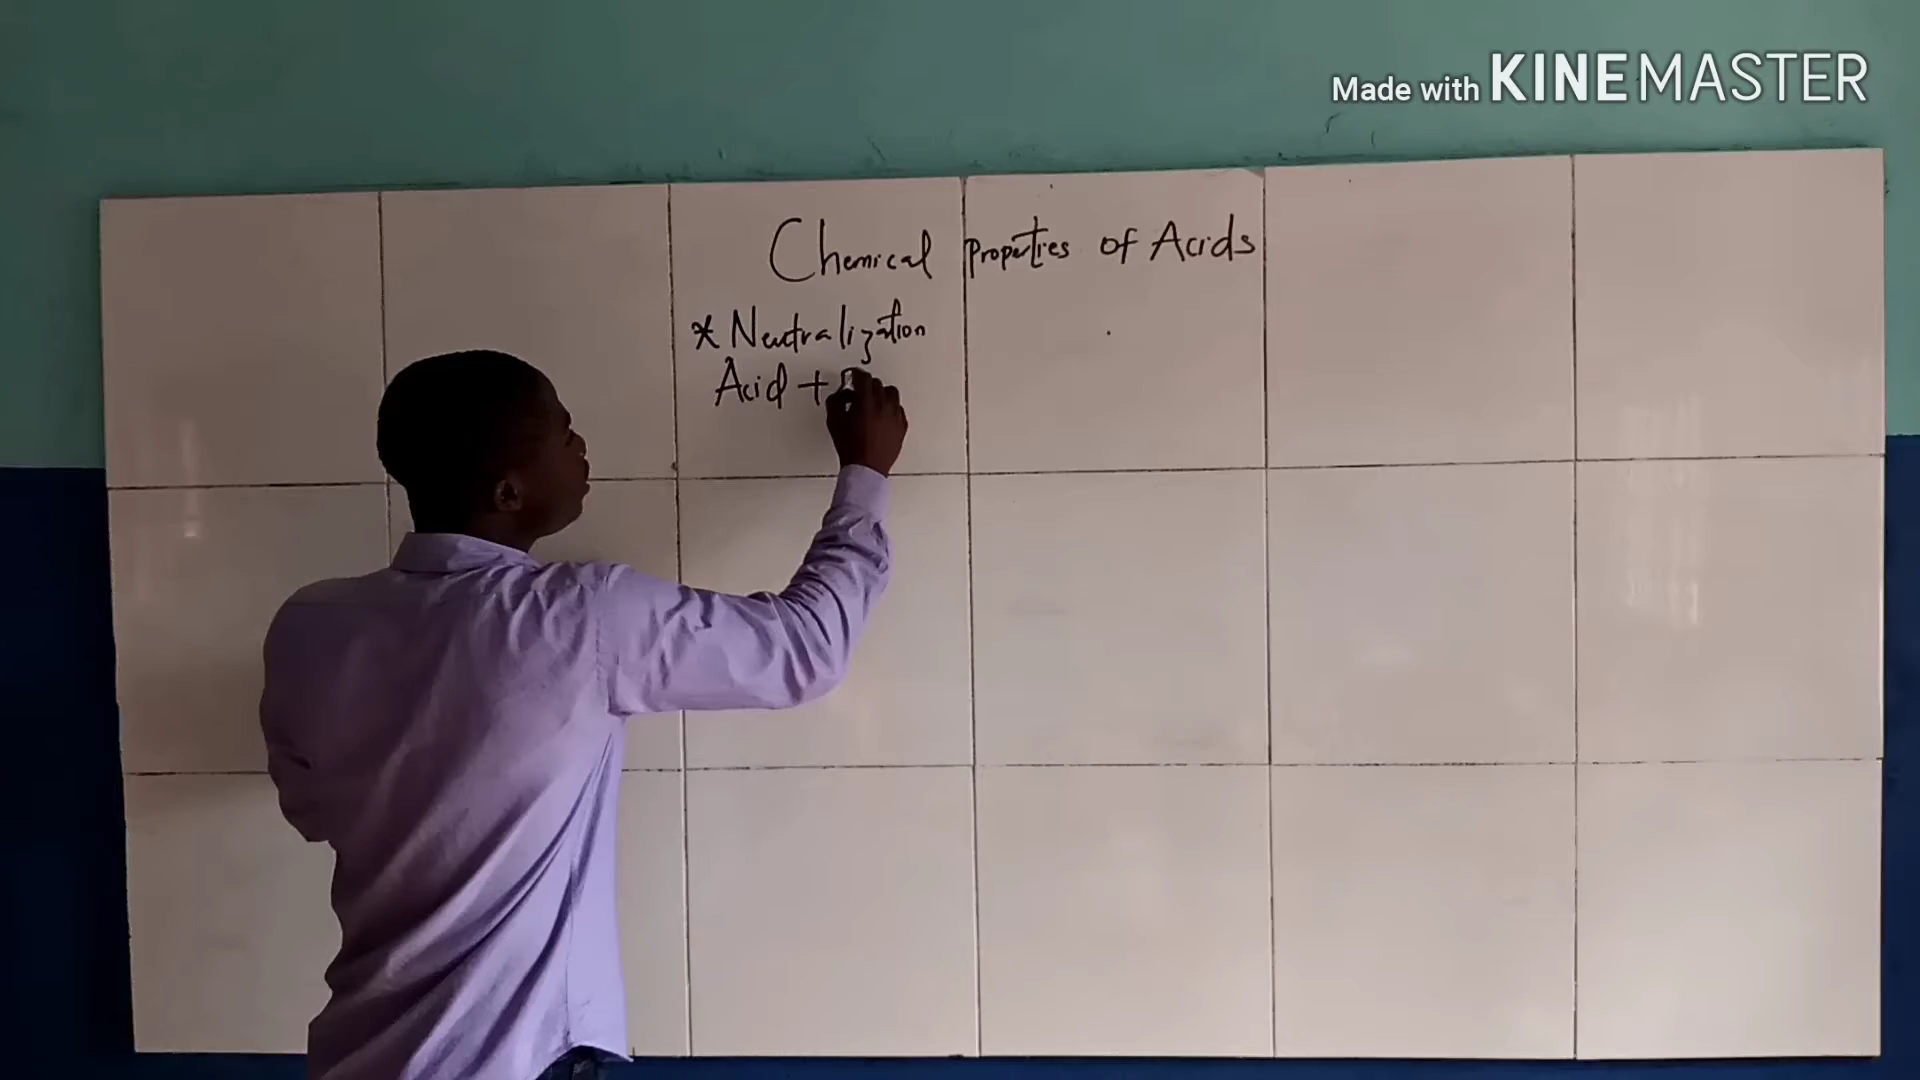 Made with KINEMASTER
Chemical Properties of Acids
* Neutralization
Acid +